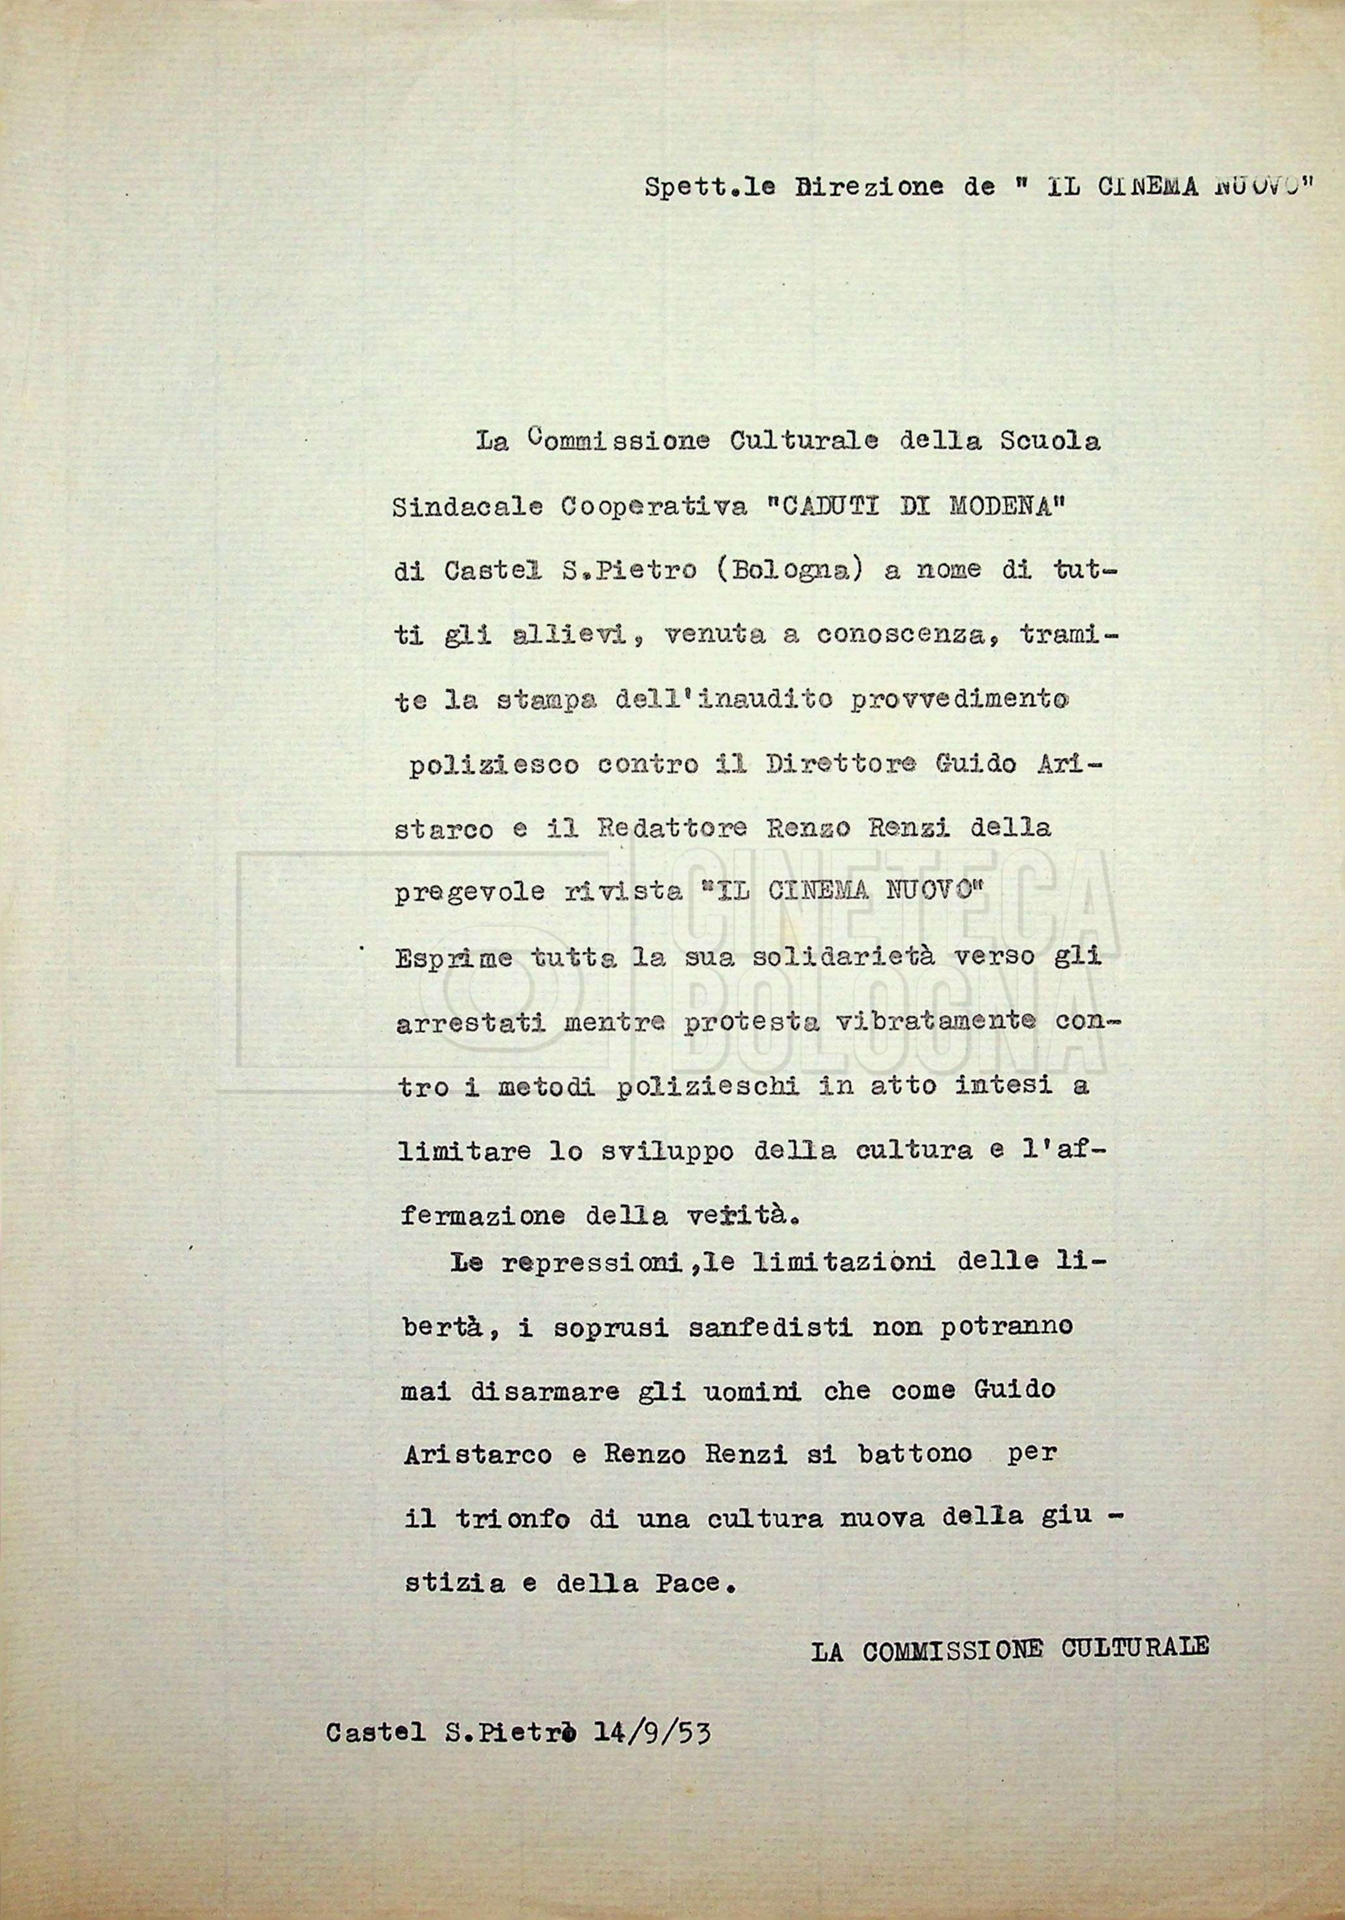 Spett.le Direzione de " IL CINEMA NUOVO"
La Commissione Culturale della Scuola
Sindacale Cooperativa "CADUTI DI MODENA"
di Castel S.Pietro (Bologna) a nome di tut-
ti gli allievi, venuta a conoscenza, trami-
te la stampa dell'inaudito provvedimento
poliziesco contro il Direttore Guido Ari-
starco e il Redattore Renzo Renzi della
pregevole rivista "IL CINEMA NUOVO"
Esprime tutta la sua solidarietà verso gli
arrestati mentre protesta vibratamente con-
tro i metodi polizieschi in atto intesi a
limitare lo sviluppo della cultura e l'af-
fermazione della verità.
Le repressioni,le limitazioni delle li-
bertà, i soprusi sanfedisti non potranno
mai disarmare gli uomini che come Guido
Aristarco e Renzo Renzi si battono per
il trionfo di una cultura nuova della giu -
stizia e della Pace.
LA COMMISSIONE CULTURALE
Castel S.Pietro 14/9/53
CINETECA
BOLOGNA